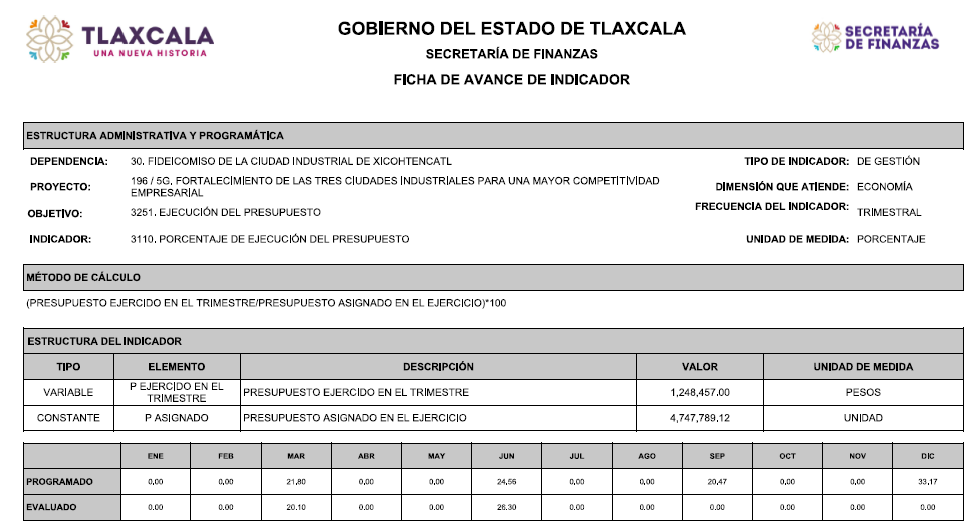 TLAXCALA
UNA NUEVA HISTORIA
GOBIERNO DEL ESTADO DE TLAXCALA
SECRETARÍA DE FINANZAS
FICHA DE AVANCE DE INDICADOR
SECRETARÍA
DE FINANZAS
ESTRUCTURA ADMINISTRATIVA Y PROGRAMÁTICA
DEPENDENCIA: 30. FIDEICOMISO DE LA CIUDAD INDUSTRIAL DE XICOHTENCATL TIPO DE INDICADOR: DE GESTIÓN
PROYECTO: 196 / 5G. FORTALECIMIENTO DE LAS TRES CIUDADES INDUSTRIALES PARA UNA MAYOR COMPETITIVIDAD
EMPRESARIAL
DIMENSIÓN QUE ATIENDE: ECONOMÍA
OBJETIVO: 3251. EJECUCIÓN DEL PRESUPUESTO FRECUENCIA DEL INDICADOR: TRIMESTRAL
INDICADOR: 3110. PORCENTAJE DE EJECUCIÓN DEL PRESUPUESTO UNIDAD DE MEDIDA: PORCENTAJE
MÉTODO DE CÁLCULO
(PRESUPUESTO EJERCIDO EN EL TRIMESTRE/PRESUPUESTO ASIGNADO EN EL EJERCICIO)*100
ESTRUCTURA DEL INDICADOR
TIPO ELEMENTO DESCRIPCIÓN VALOR UNIDAD DE MEDIDA
VARIABLE P EJERCIDO EN EL
TRIMESTRE PRESUPUESTO EJERCIDO EN EL TRIMESTRE 1,248,457.00 PESOS
CONSTANTE P ASIGNADO PRESUPUESTO ASIGNADO EN EL EJERCICIO 4,747,789.12 UNIDAD
ENE FEB MAR ABR MAY JUN JUL AGO SEP OCT NOV DIC
PROGRAMADO 0.00 0.00 21.80 0.00 0.00 24.56 0.00 0.00 20.47 0.00 0.00 33.17
EVALUADO 0.00 0.00 20.10 0.00 0.00 26.30 0.00 0.00 0.00 0.00 0.00 0.00